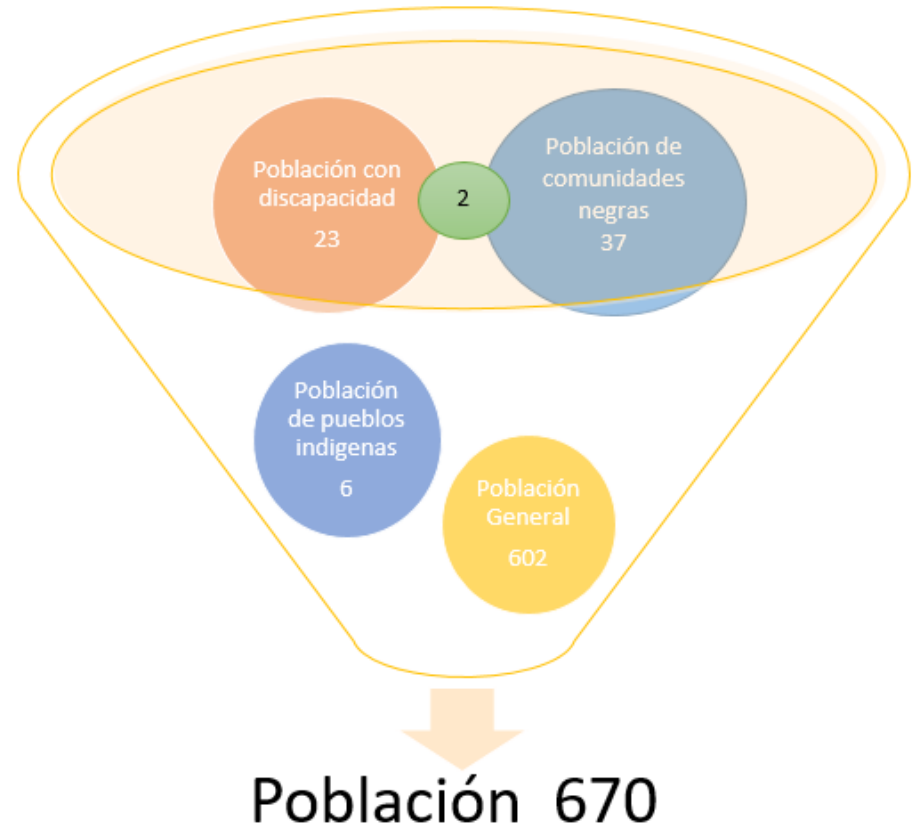 Población con
discapacidad
23
2
Población de
comunidades
negras
37
Población
de pueblos
indigenas
6
Población
General
602
Población 670